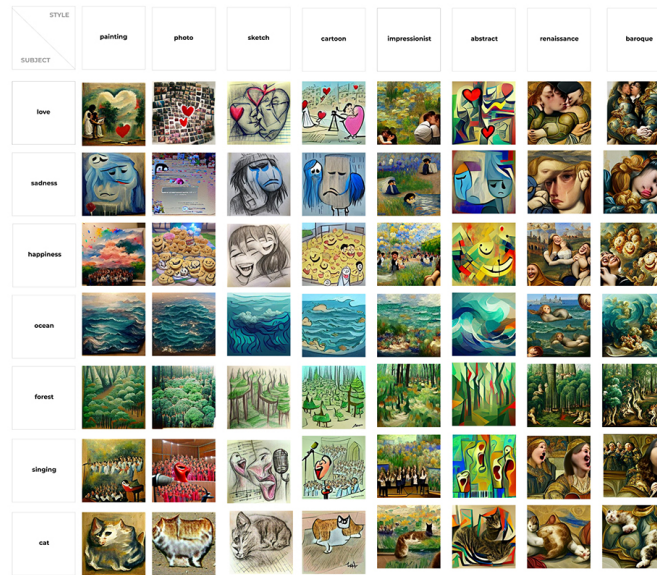 STYLE
SUBJECT
painting
photo
sketch
cartoon
impressionist
abstract
renaissance
baroque
love
sadness
happiness
ocean
forest
singing
cat